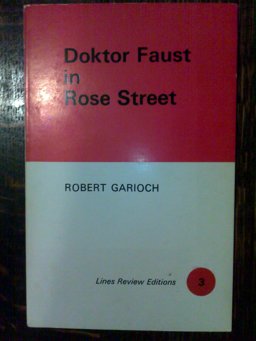 Doktor Faust
in
Rose Street
ROBERT GARIOCH
Lines Review Editions
3